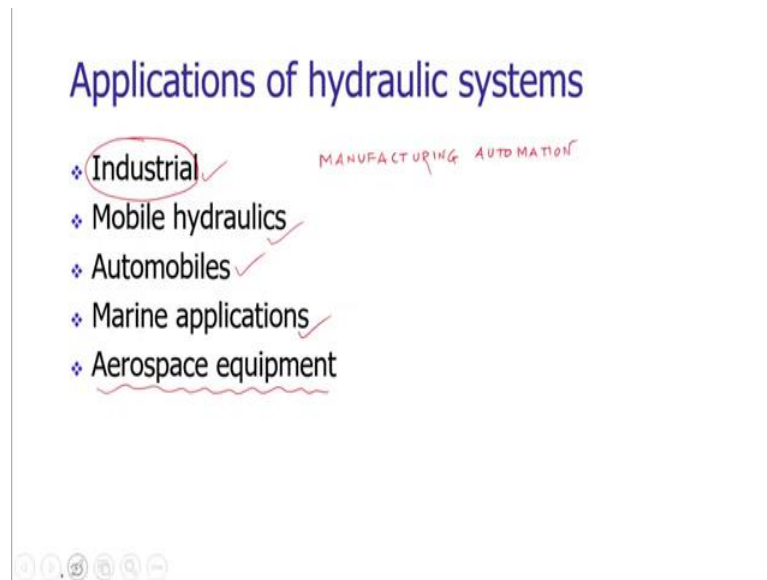 Applications of hydraulic systems
Industrial MANUFACTURING AUTOMATION
Mobile hydraulics
Automobiles
Marine applications
Aerospace equipment